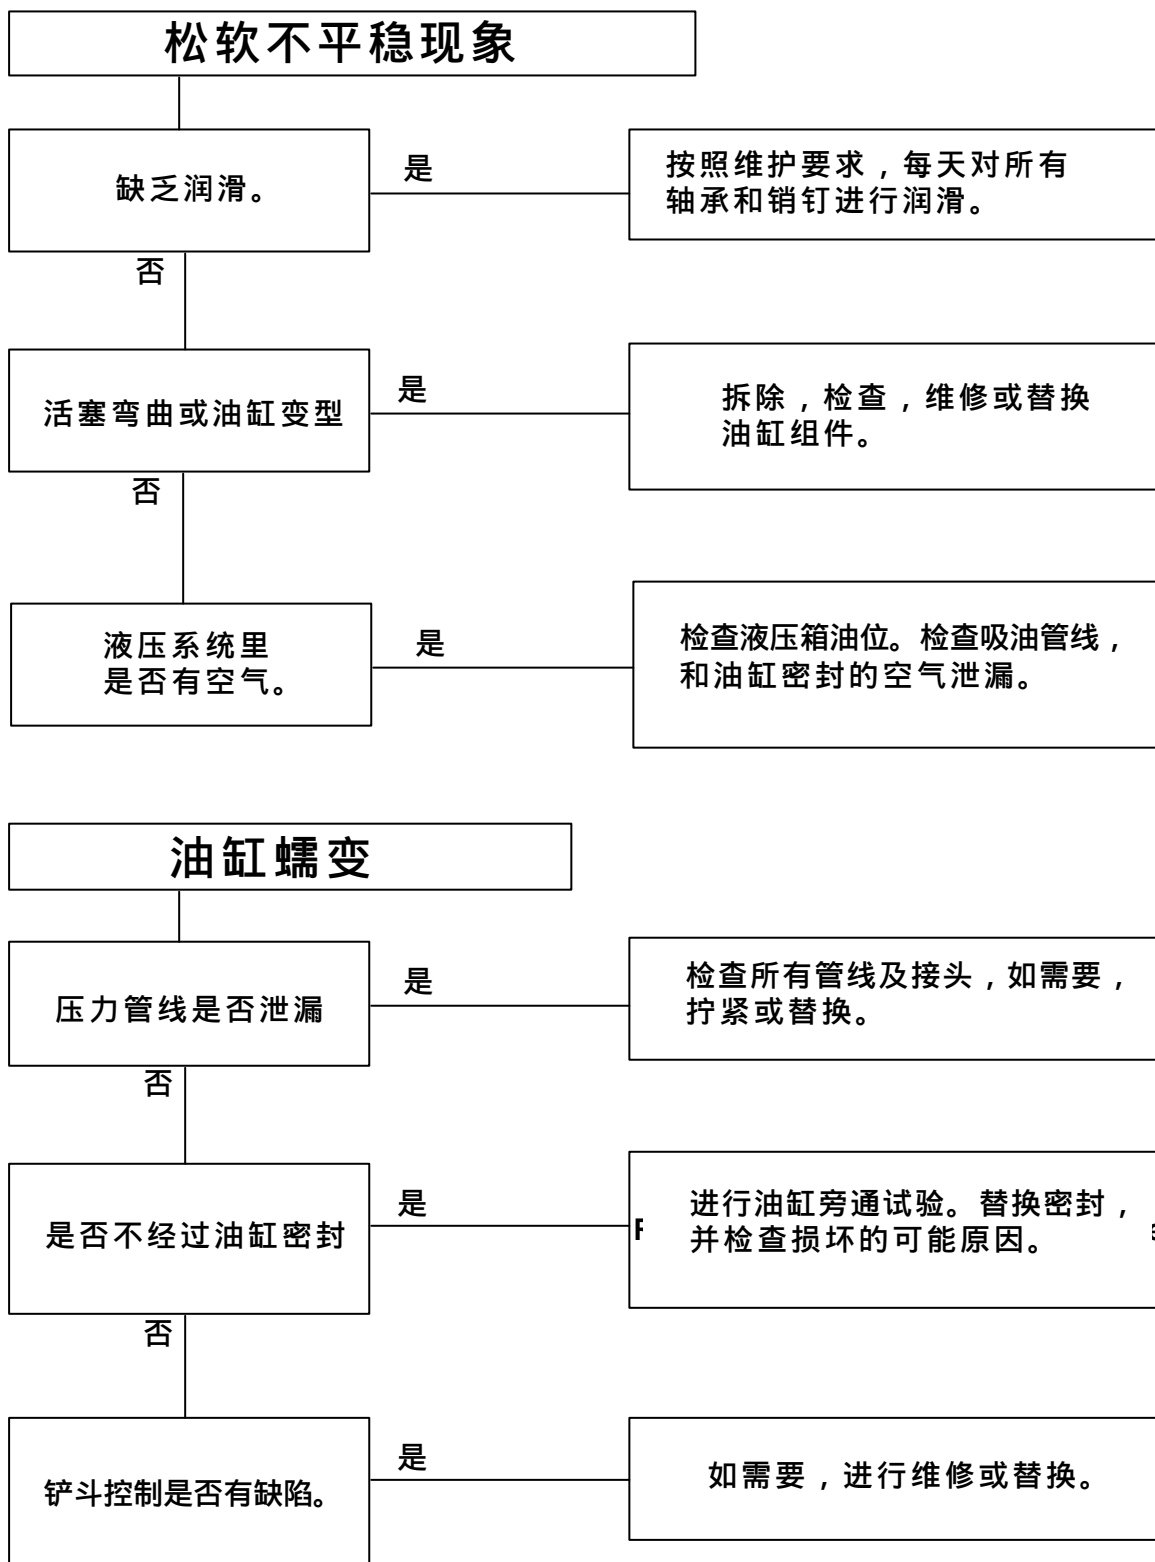 松软不平稳现象
缺乏润滑。
是
按照维护要求，每天对所有
轴承和销钉进行润滑。
否
活塞弯曲或油缸变型
是
拆除，检查，维修或替换
油缸组件。
否
液压系统里
是否有空气。
是
检查液压箱油位。检查吸油管线，
和油缸密封的空气泄漏。
油缸蠕变
压力管线是否泄漏
是
检查所有管线及接头，如需要，
拧紧或替换。
否
是否不经过油缸密封
是
进行油缸旁通试验。替换密封，
并检查损坏的可能原因。
否
铲斗控制是否有缺陷。
是
如需要，进行维修或替换。